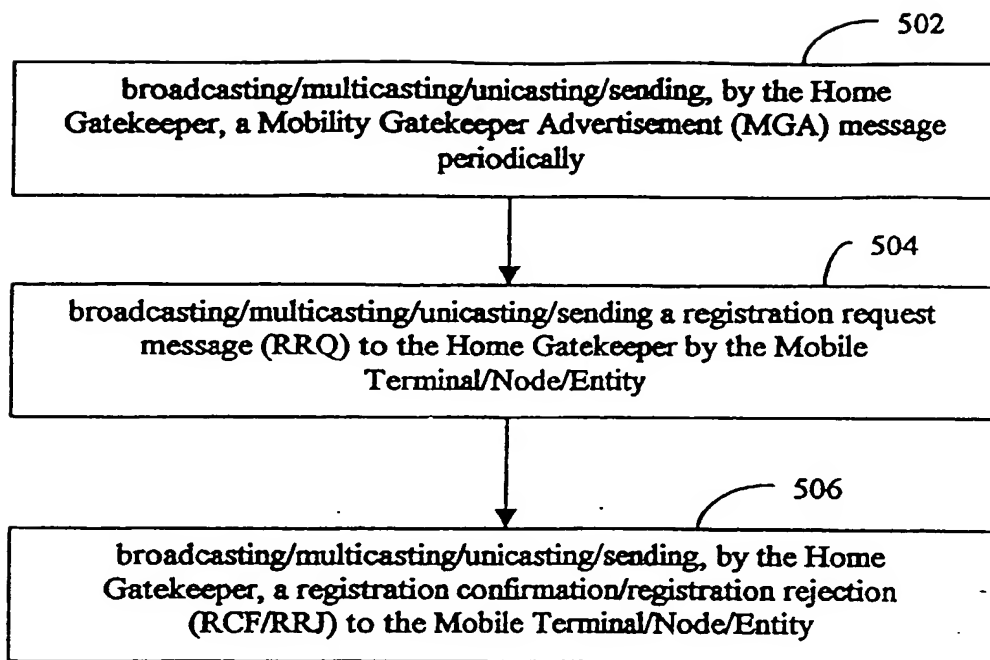 502
broadcasting/multicasting/unicasting/sending, by the Home
Gatekeeper, a Mobility Gatekeeper Advertisement (MGA) message
periodically
504
broadcasting/multicasting/unicasting/sending a registration request
message (RRQ) to the Home Gatekeeper by the Mobile
Terminal/Node/Entity
506
broadcasting/multicasting/unicasting/sending, by the Home
Gatekeeper, a registration confirmation/registration rejection
(RCF/RRJ) to the Mobile Terminal/Node/Entity